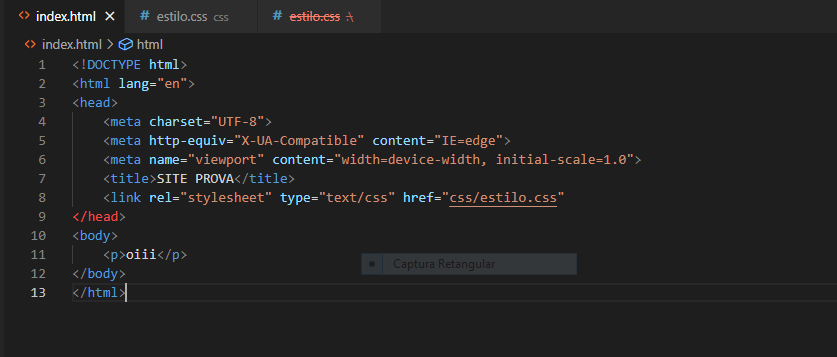 <> index.html × # estilo.css css # estilo.css .\
<> index.html > html
1 <!DOCTYPE html>
2 <html lang="en">
3 <head>
4 <meta charset="UTF-8">
5 <meta http-equiv="X-UA-Compatible" content="IE=edge">
6 <meta name="viewport" content="width=device-width, initial-scale=1.0">
7 <title>SITE PROVA</title>
8 <link rel="stylesheet" type="text/css" href="css/estilo.css"
9 </head>
10 <body>
11 <p>oiii</p>
Captura Retangular
12 </body>
13 </html>